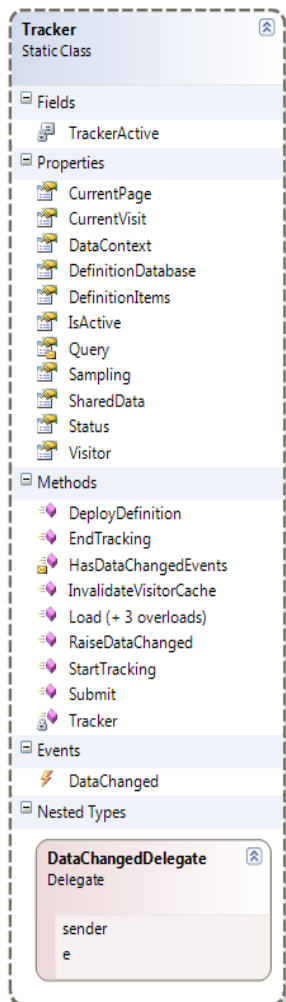 Tracker
Static Class
Fields
TrackerActive
Properties
CurrentPage
CurrentVisit
DataContext
DefinitionDatabase
DefinitionItems
IsActive
Query
Sampling
SharedData
Status
Visitor
Methods
DeployDefinition
EndTracking
HasDataChangedEvents
InvalidateVisitorCache
Load (+ 3 overloads)
RaiseDataChanged
StartTracking
Submit
Tracker
Events
DataChanged
Nested Types
DataChangedDelegate
Delegate
sender
e